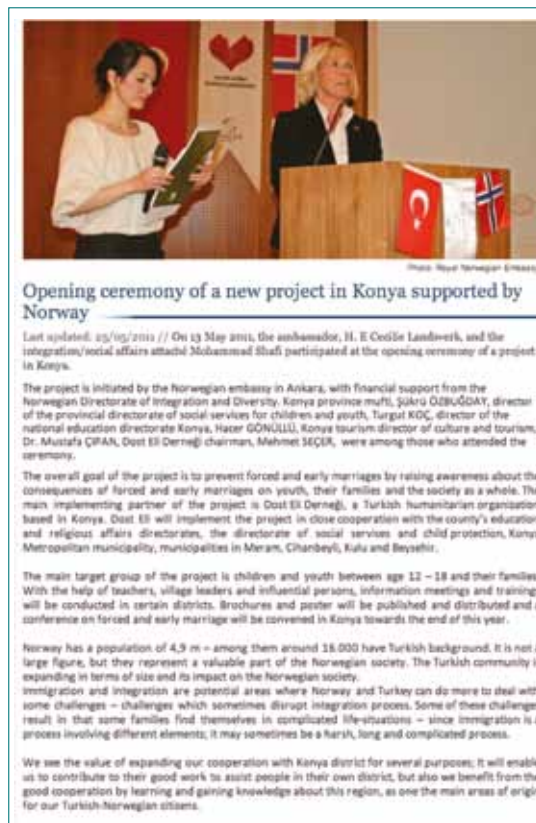 Photo: Royal Norwegian Embassy
Opening ceremony of a new project in Konya supported by
Norway
Last updated: 25/05/2011 // On 13 May 2011, the ambassador, H. E Cecilie Landsverk, and the
integration/social affairs attaché Mohammad Shafi participated at the opening ceremony of a project
in Konya.
The project is initiated by the Norwegian embassy in Ankara, with financial support from the
Norwegian Directorate of Integration and Diversity. Konya province mufti, Şükrü ÖZBUĞDAY, director
of the provincial directorate of social services for children and youth, Turgut KOÇ, director of the
national education directorate Konya, Hacer GÖNÜLLÜ, Konya tourism director of culture and tourism,
Dr. Mustafa ÇIPAN, Dost Eli Derneği chairman, Mehmet SEÇER, were among those who attended the
ceremony.
The overall goal of the project is to prevent forced and early marriages by raising awareness about the
consequences of forced and early marriages on youth, their families and the society as a whole. The
main implementing partner of the project is Dost Eli Derneği, a Turkish humanitarian organization
based in Konya. Dost Eli will implement the project in close cooperation with the county's education
and religious affairs directorates, the directorate of social services and child protection, Konya
Metropolitan municipality, municipalities in Meram, Cihanbeyli, Kulu and Beysehir.
The main target group of the project is children and youth between age 12 – 18 and their families.
With the help of teachers, village leaders and influential persons, information meetings and training
will be conducted in certain districts. Brochures and poster will be published and distributed and a
conference on forced and early marriage will be convened in Konya towards the end of this year.
Norway has a population of 4,9 m – among them around 16.000 have Turkish background. It is not a
large figure, but they represent a valuable part of the Norwegian society. The Turkish community is
expanding in terms of size and its impact on the Norwegian society.
Immigration and integration are potential areas where Norway and Turkey can do more to deal with
some challenges – challenges which sometimes disrupt integration process. Some of these challenges
result in that some families find themselves in complicated life-situations – since immigration is a
process involving different elements; it may sometimes be a harsh, long and complicated process.
We see the value of expanding our cooperation with Konya district for several purposes; it will enable
us to contribute to their good work to assist people in their own district, but also we benefit from the
good cooperation by learning and gaining knowledge about this region, as one the main areas of origin
for our Turkish-Norwegian citizens.